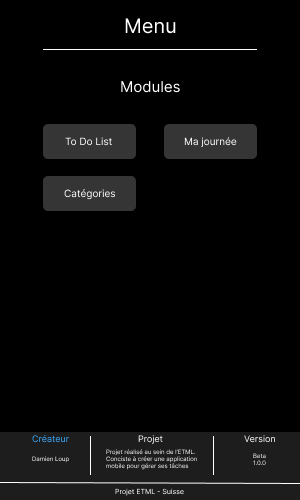 Menu
Modules
To Do List
Ma journée
Catégories
Créateur
Projet
Version
Damien Loup
Projet réalisé au sein de l'ETML.
Conciste à créer une application
mobile pour gérer ses tâches
Beta
1.0.0
Projet ETML - Suisse